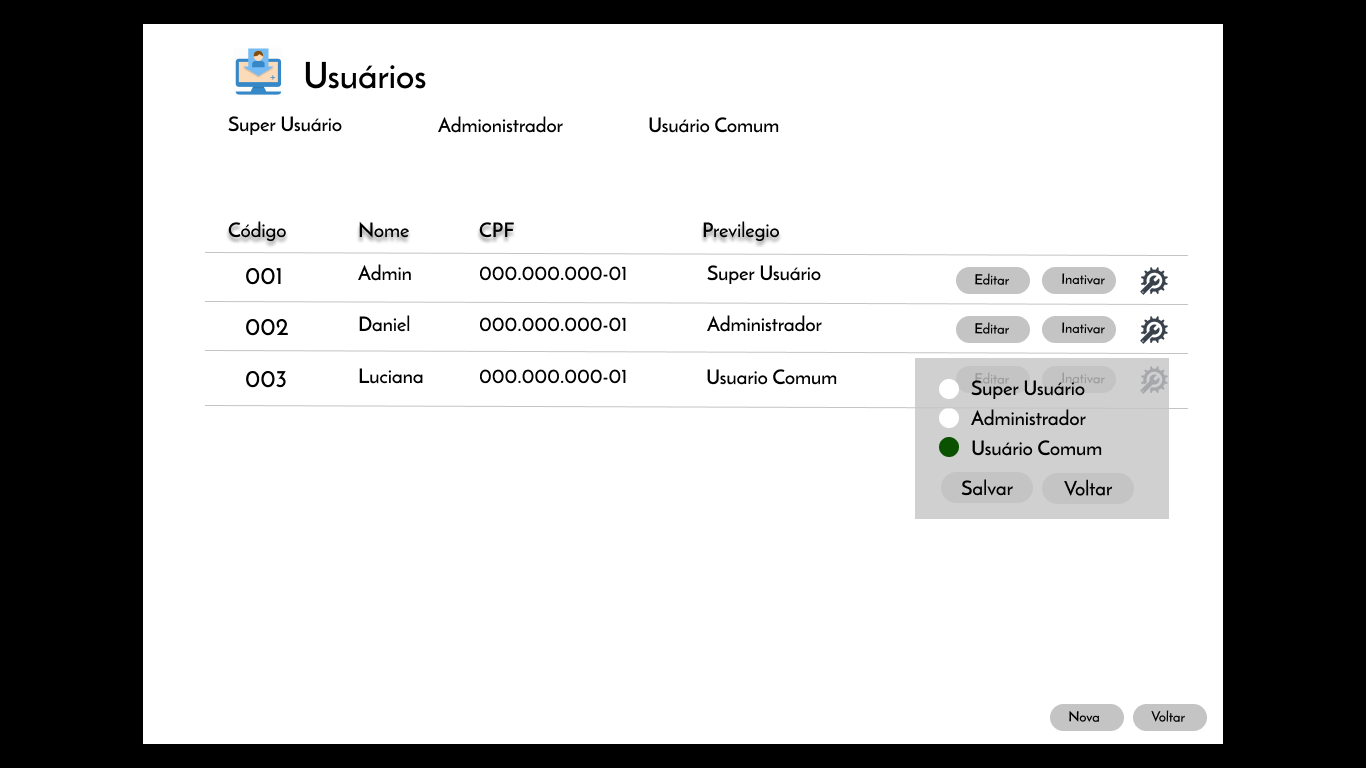 Usuários
Super Usuário Admionistrador Usuário Comum
Código Nome CPF Previlegio
001 Admin 000.000.000-01 Super Usuário Editar Inativar
002 Daniel 000.000.000-01 Administrador Editar Inativar
003 Luciana 000.000.000-01 Usuario Comum Editar Inativar
Super Usuário
Administrador
Usuário Comum
Salvar Voltar
Nova Voltar